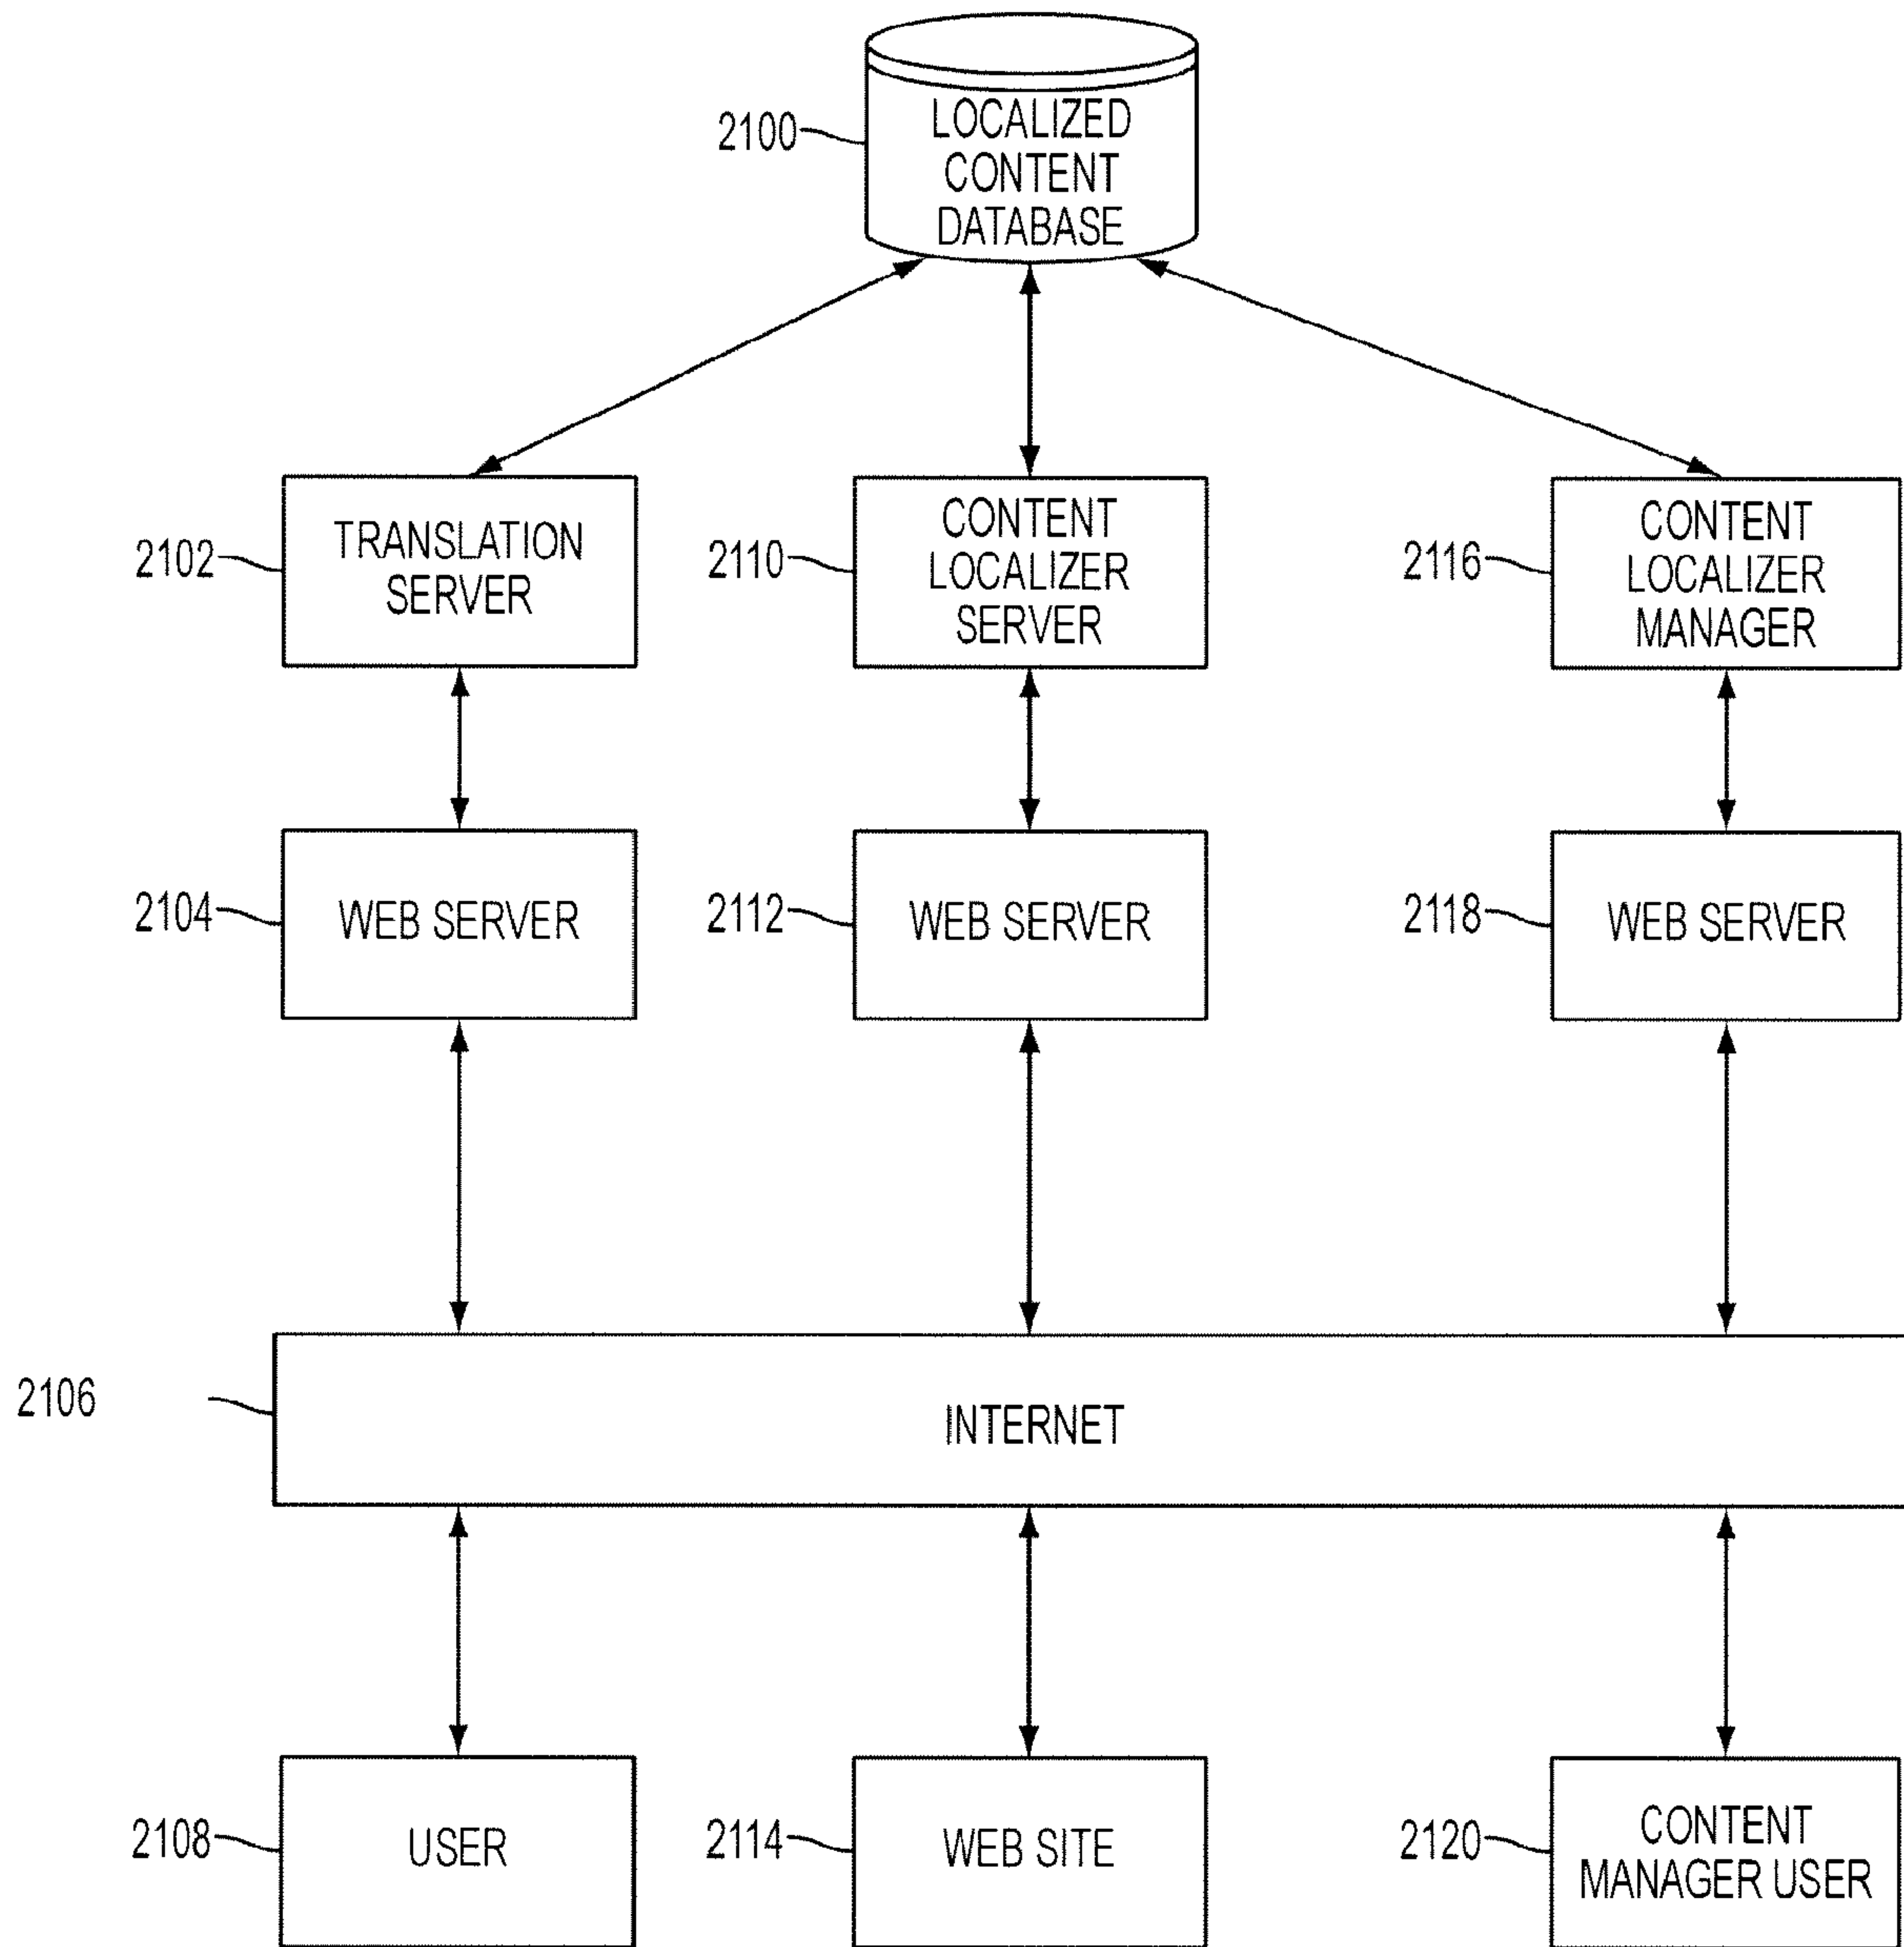 2100
LOCALIZED
CONTENT
DATABASE
2102
TRANSLATION
SERVER
2110
CONTENT
LOCALIZER
SERVER
2116
CONTENT
LOCALIZER
MANAGER
2104
WEB SERVER
2112
WEB SERVER
2118
WEB SERVER
2106
INTERNET
2108
USER
2114
WEB SITE
2120
CONTENT
MANAGER USER